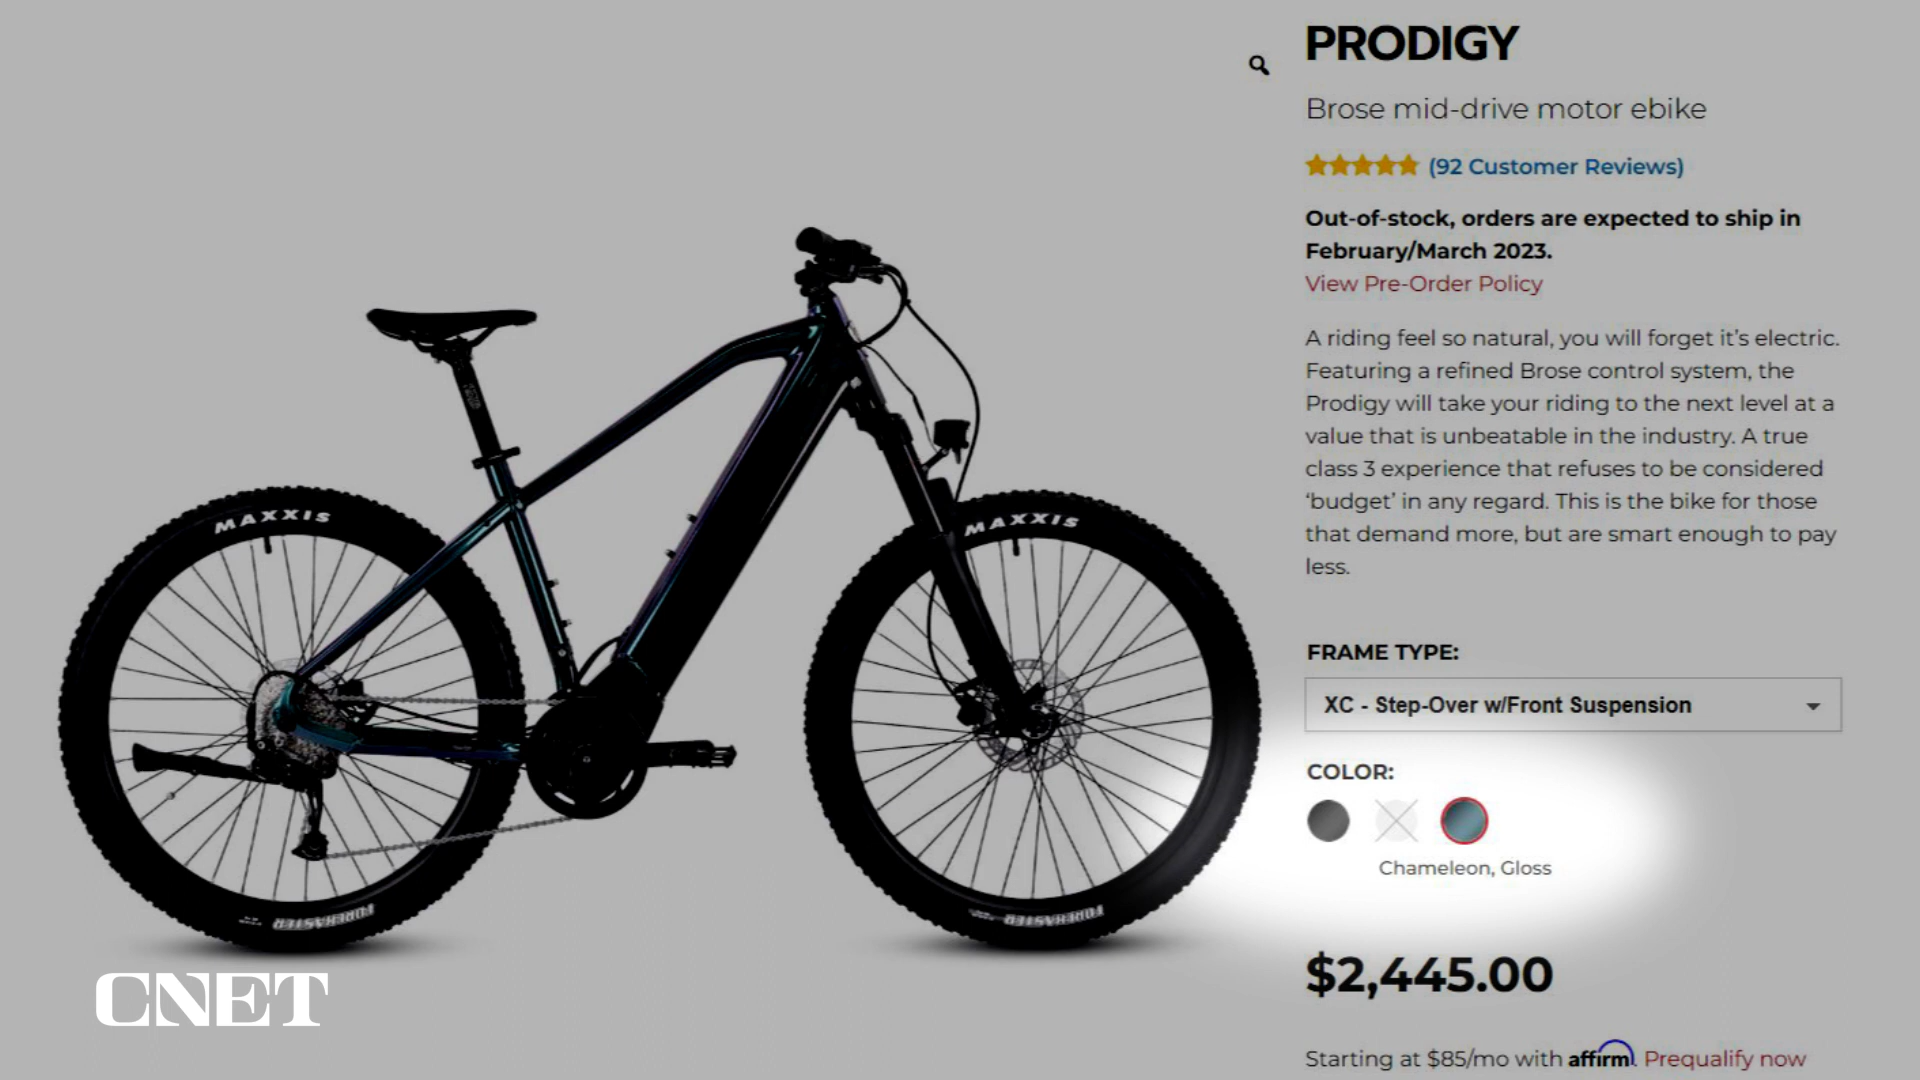 PRODIGY
Brose mid-drive motor ebike
(92 Customer Reviews)
Out-of-stock, orders are expected to ship in
February/March 2023.
View Pre-Order Policy
A riding feel so natural, you will forget it’s electric.
Featuring a refined Brose control system, the
Prodigy will take your riding to the next level at a
value that is unbeatable in the industry. A true
class 3 experience that refuses to be considered
‘budget’ in any regard. This is the bike for those
that demand more, but are smart enough to pay
less.
FRAME TYPE:
XC - Step-Over w/Front Suspension
COLOR:
Chameleon, Gloss
$2,445.00
Starting at $85/mo with affirm. Prequalify now
MAXXIS
MAXXIS
FOREKASTER
FOREKASTER
CNET